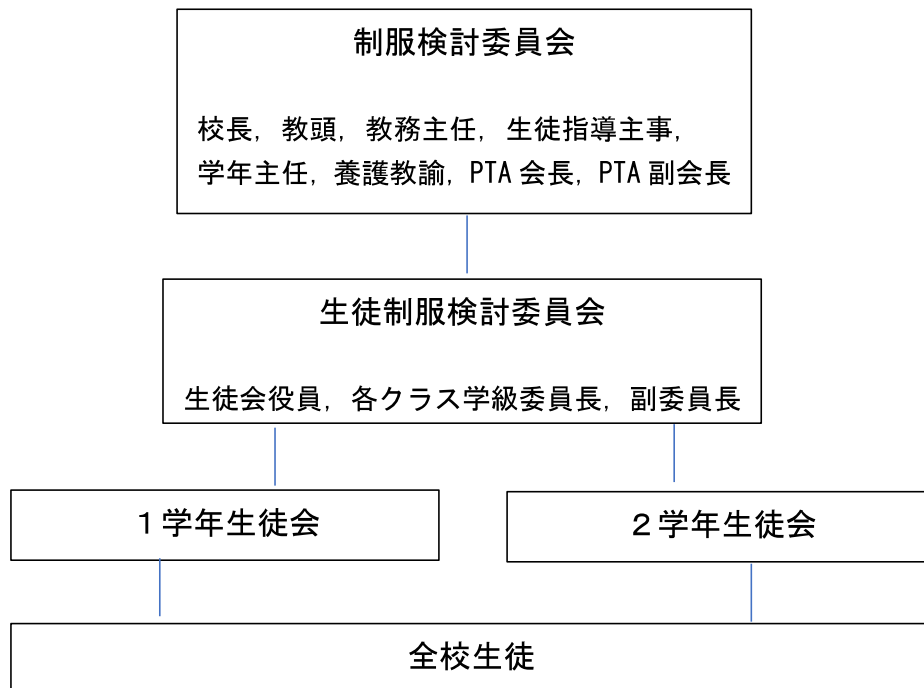 制服検討委員会
校長，教頭，教務主任，生徒指導主事，
学年主任，養護教諭，PTA 会長，PTA 副会長
生徒制服検討委員会
生徒会役員，各クラス学級委員長，副委員長
１学年生徒会
２学年生徒会
全校生徒